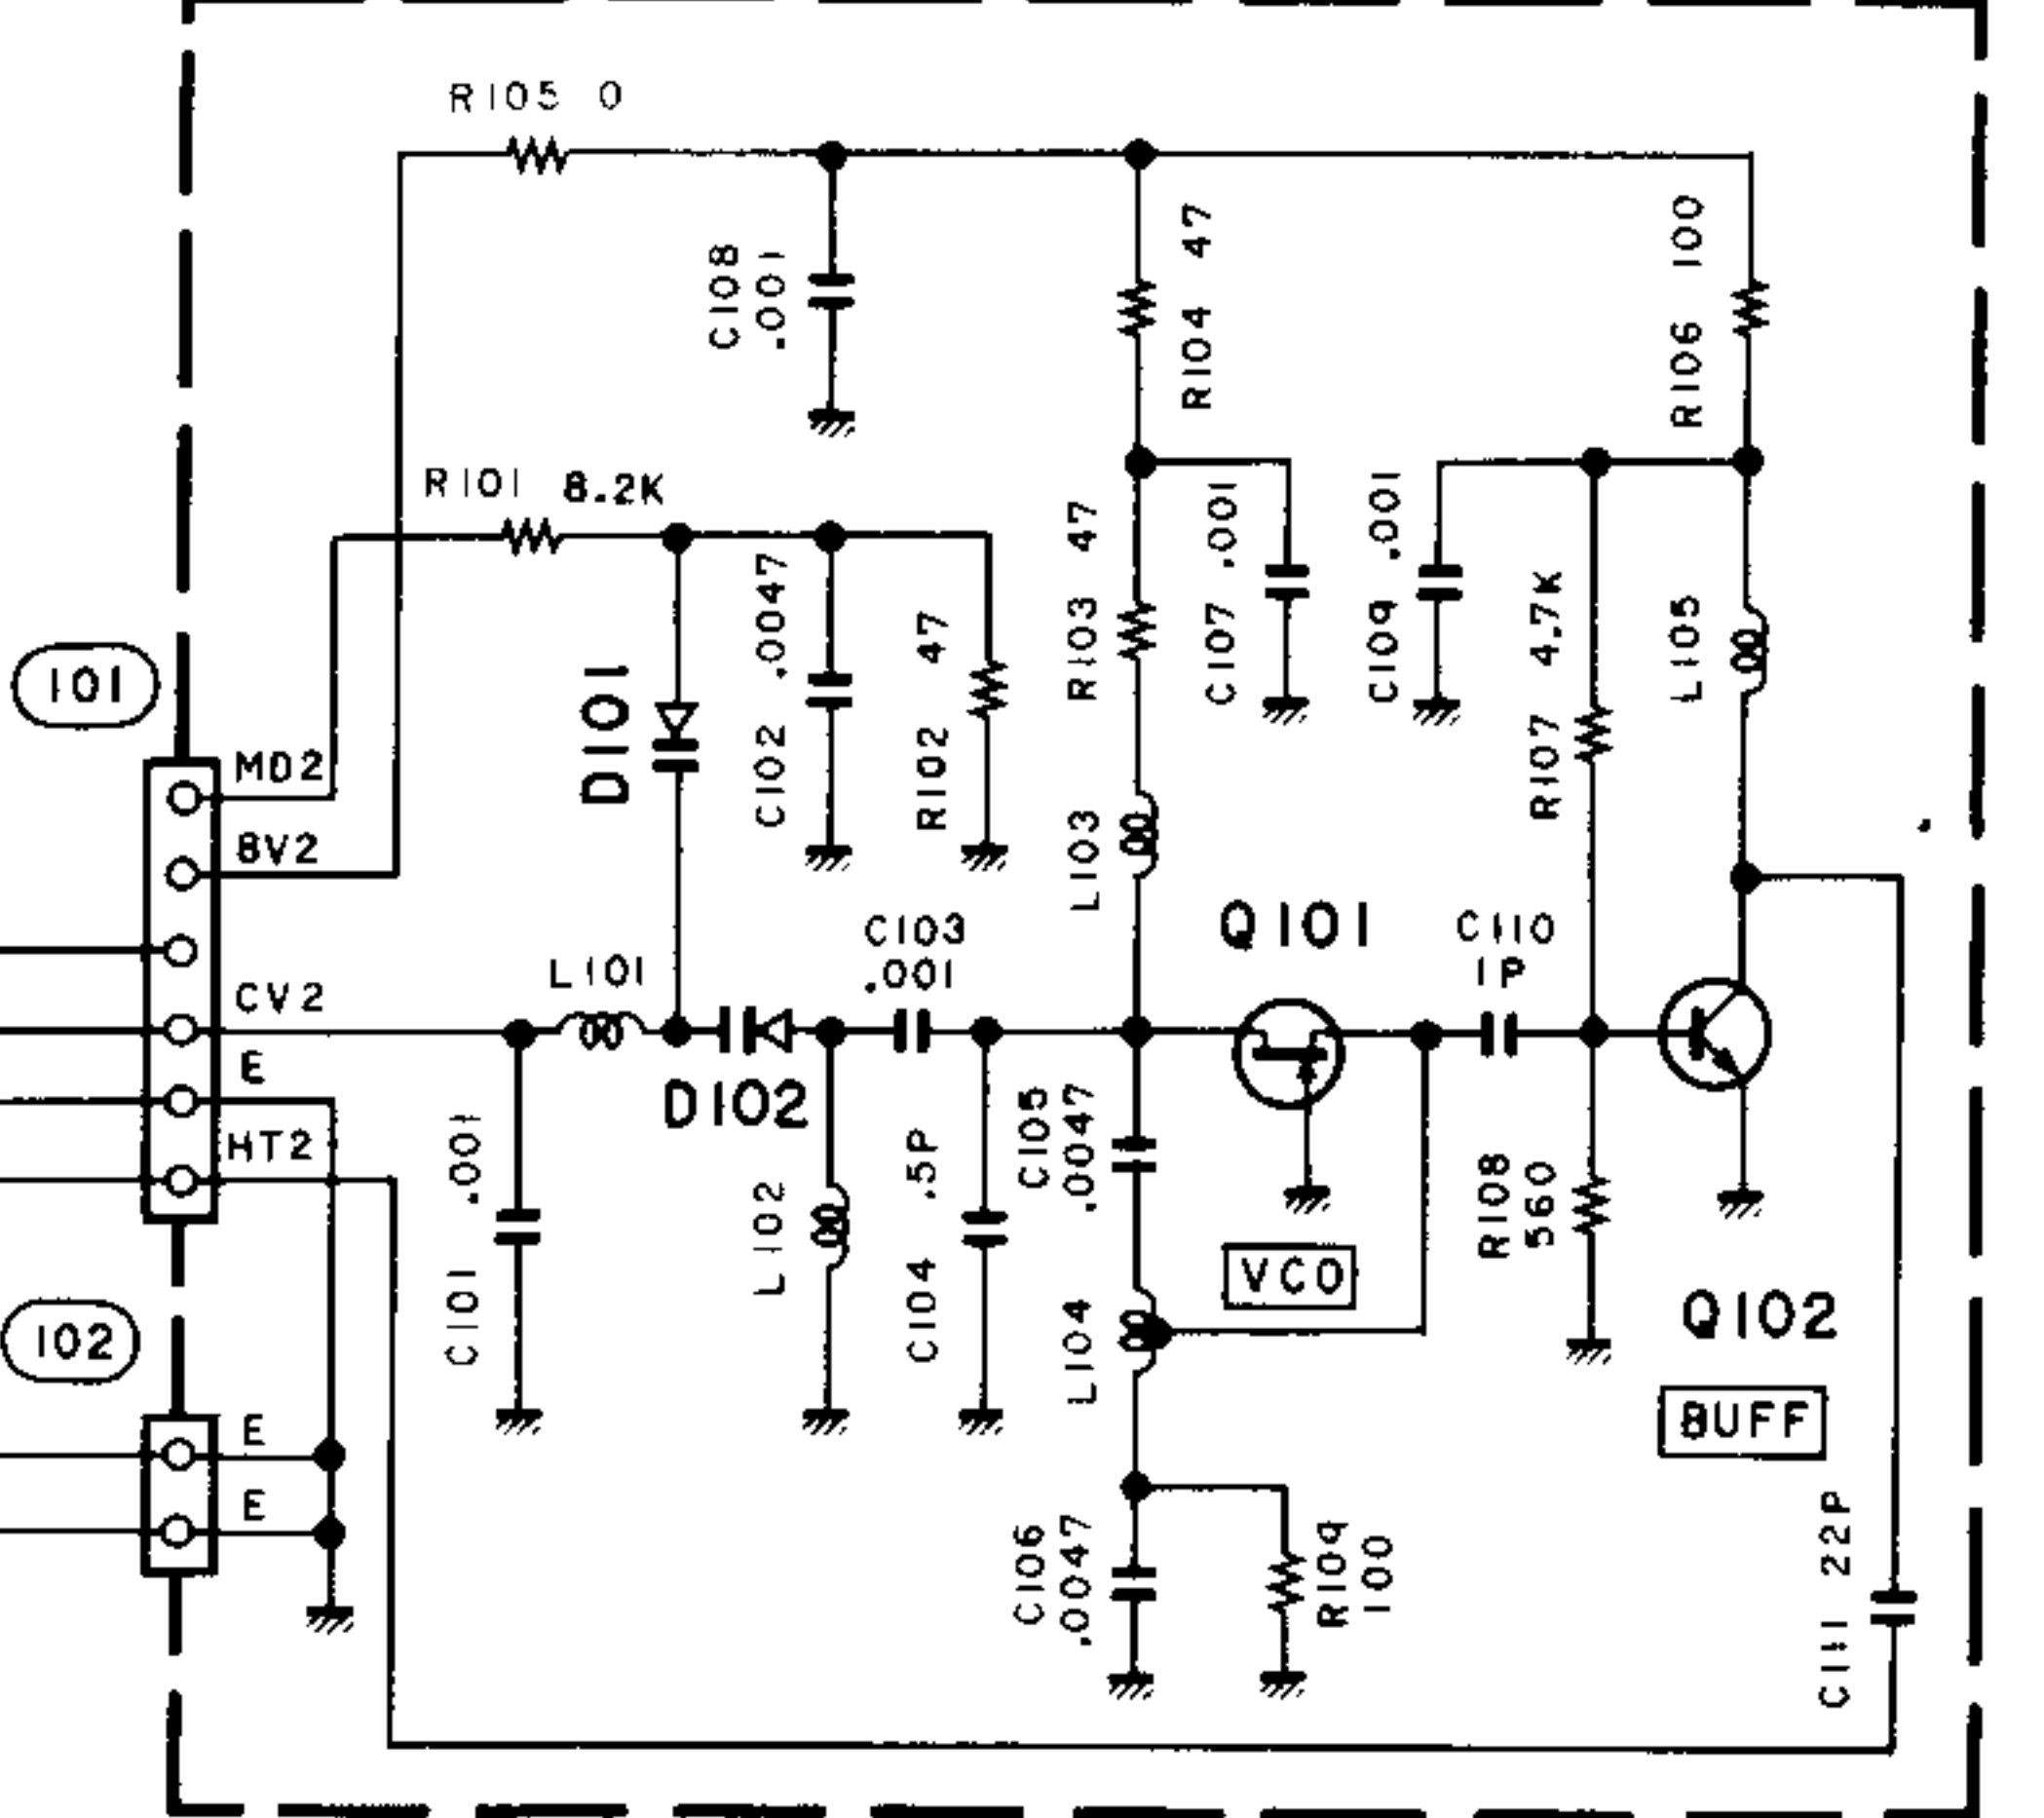 R105 0
C108
.001
R104 47
R106 100
R101 8.2K
D101
C102 .0047
R102 47
R103 47
C107 .001
C109 .001
R107 4.7K
L105
101
MD2
8V2
CV2
E
HT2
L101
C103
.001
L103
Q101
C110
1P
D102
C101 .001
L102
C104 .5P
C105
.0047
L104
VCO
R108
560
Q102
BUFF
102
E
E
C106
.0047
R109
100
C111 22P